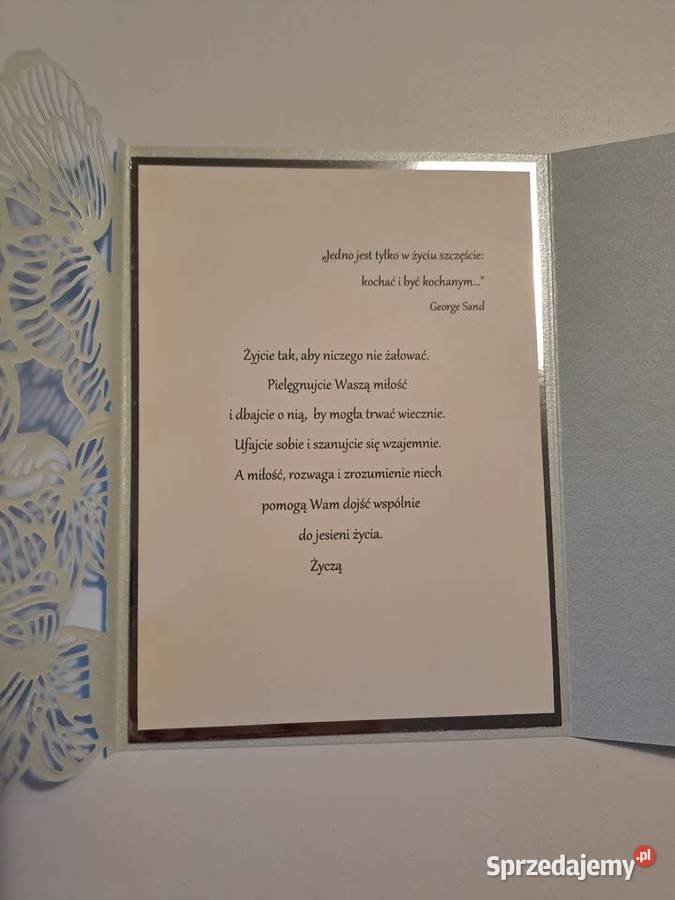 „Jedno jest tylko w życiu szczęście:
kochać i być kochanym..."
George Sand
Żyjcie tak, aby niczego nie żałować.
Pielęgnujcie Waszą miłość
i dbajcie o nią, by mogła trwać wiecznie.
Ufajcie sobie i szanujcie się wzajemnie.
A miłość, rozwaga i zrozumienie niech
pomogą Wam dojść wspólnie
do jesieni życia.
Życzą
Sprzedajemy.pl